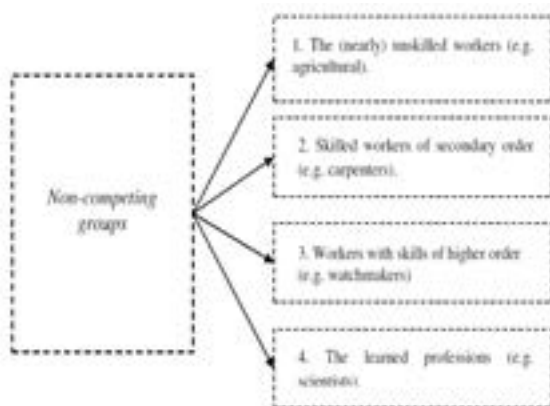 Non-competing
groups
1. The (nearly) unskilled workers (e.g.
agricultural).
2. Skilled workers of secondary order
(e.g. carpenters).
3. Workers with skills of higher order
(e.g. watchmakers)
4. The learned professions (e.g.
scientists).